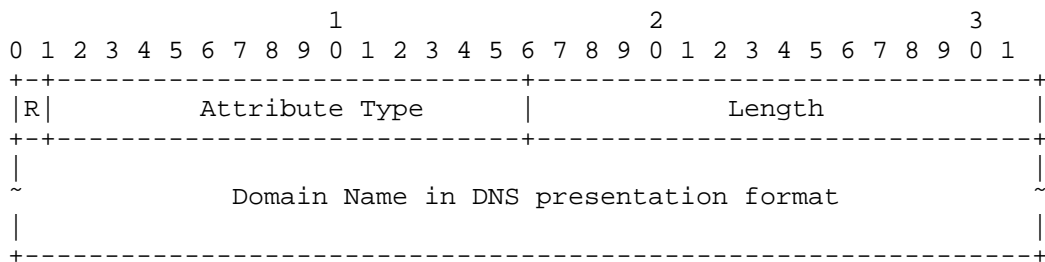 1                   2                   3
 0 1 2 3 4 5 6 7 8 9 0 1 2 3 4 5 6 7 8 9 0 1 2 3 4 5 6 7 8 9 0 1
+-+-----------------------------+-------------------------------+
|R|         Attribute Type      |            Length             |
+-+-----------------------------+-------------------------------+
|                                                               |
~             Domain Name in DNS presentation format            ~
|                                                               |
+---------------------------------------------------------------+